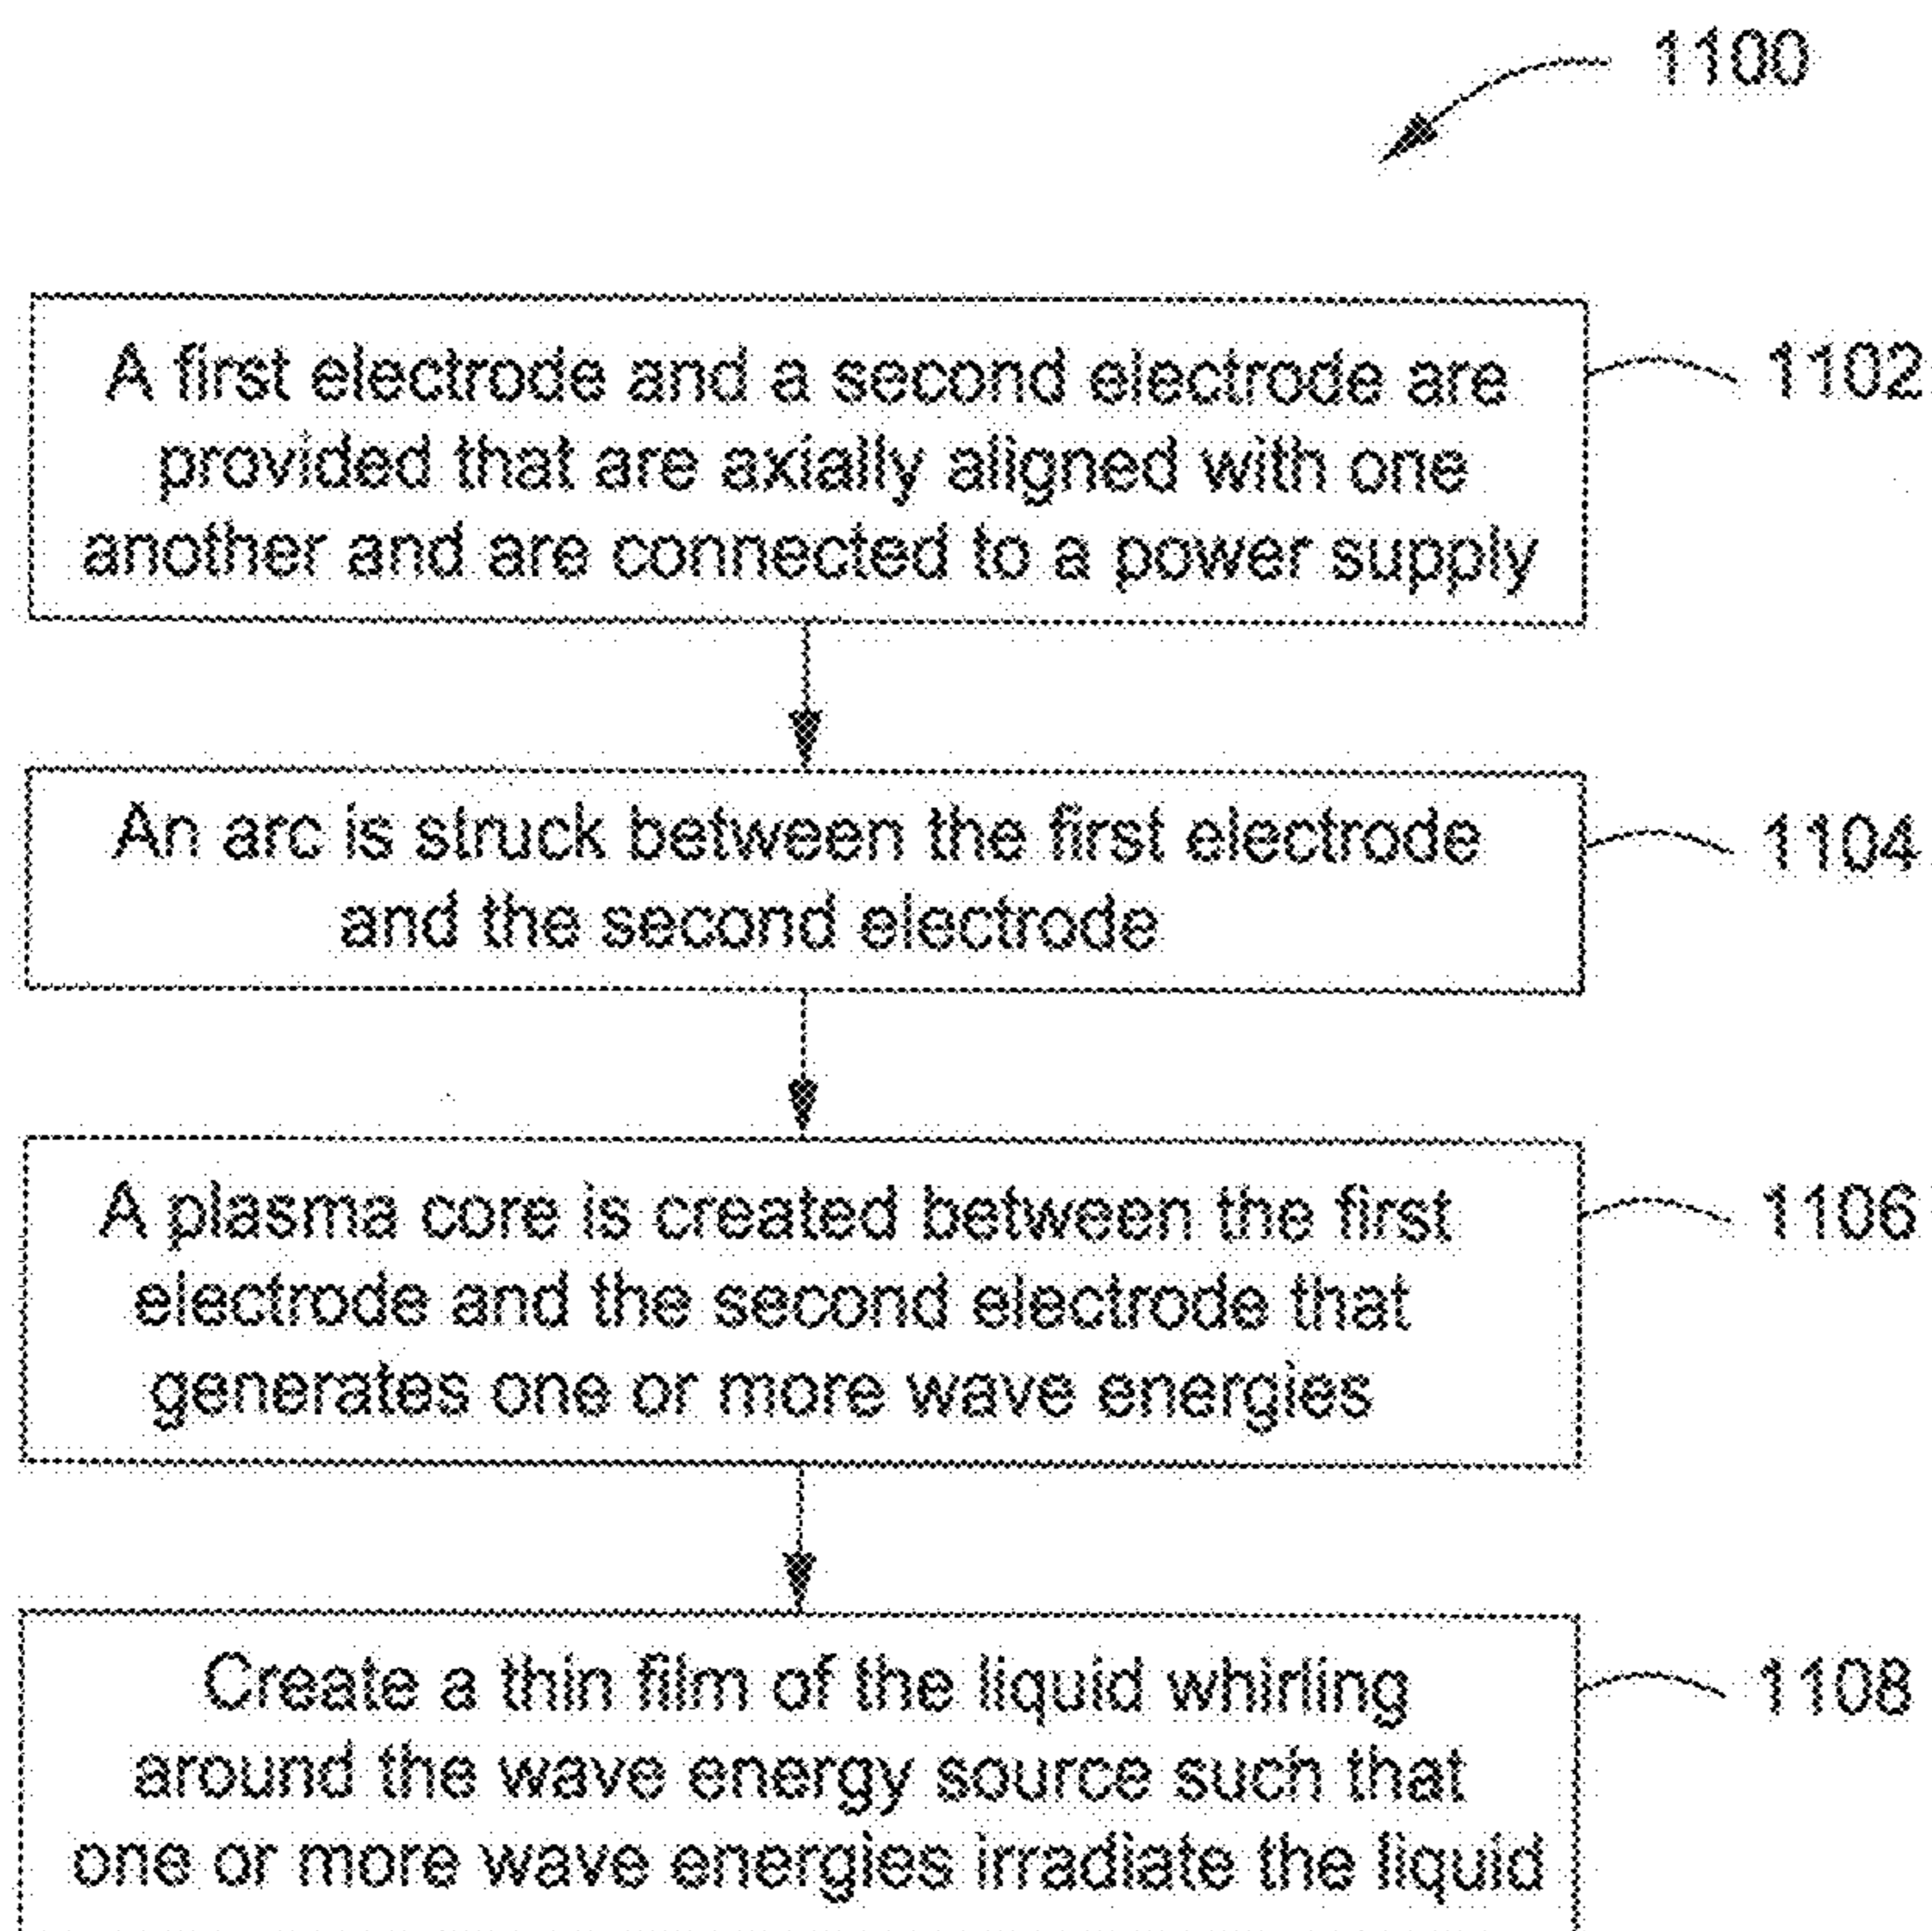 1100
A first electrode and a second electrode are
provided that are axially aligned with one
another and are connected to a power supply
1102
An arc is struck between the first electrode
and the second electrode
1104
A plasma core is created between the first
electrode and the second electrode that
generates one or more wave energies
1106
Create a thin film of the liquid whirling
around the wave energy source such that
one or more wave energies irradiate the liquid
1108